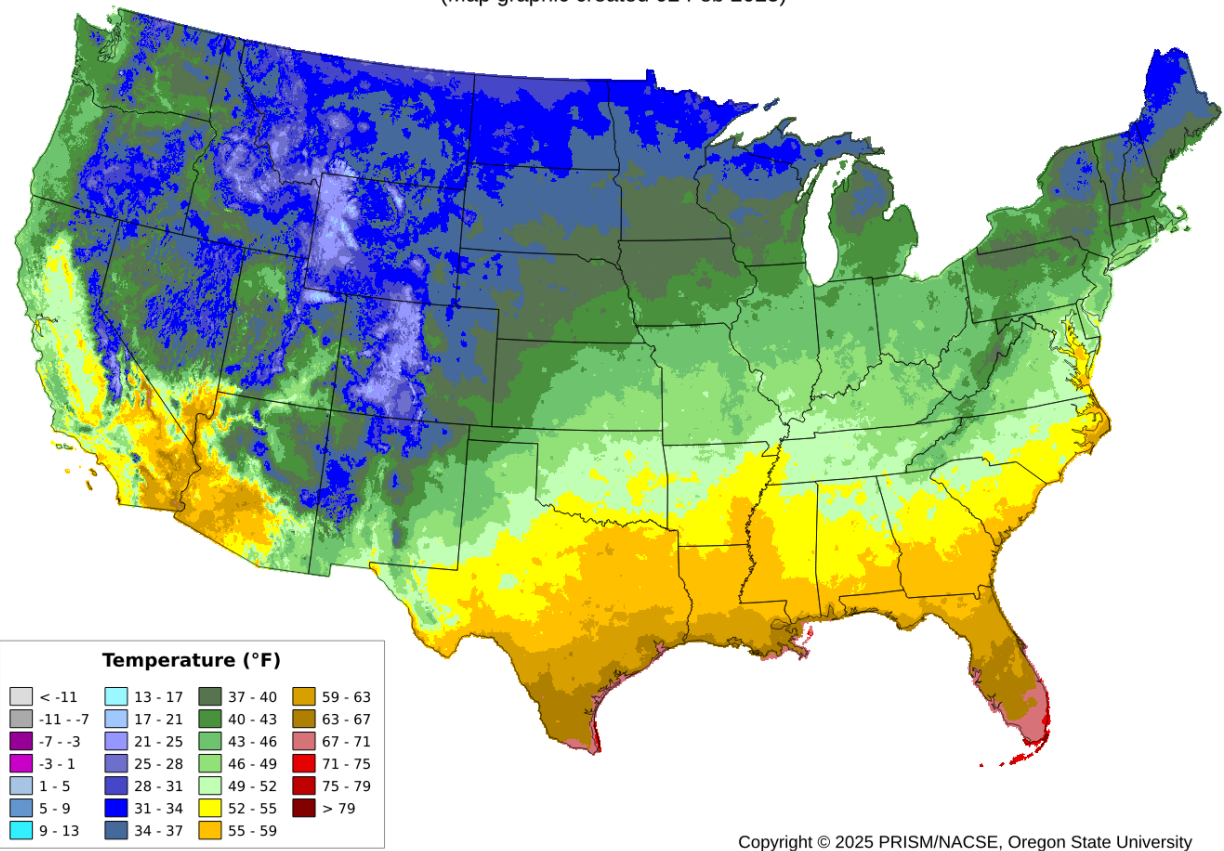 Temperature (°F)
< -11
-11 - -7
-7 - -3
-3 - 1
1 - 5
5 - 9
9 - 13
13 - 17
17 - 21
21 - 25
25 - 28
28 - 31
31 - 34
34 - 37
37 - 40
40 - 43
43 - 46
46 - 49
49 - 52
52 - 55
55 - 59
59 - 63
63 - 67
67 - 71
71 - 75
75 - 79
> 79
Copyright © 2025 PRISM/NACSE, Oregon State University